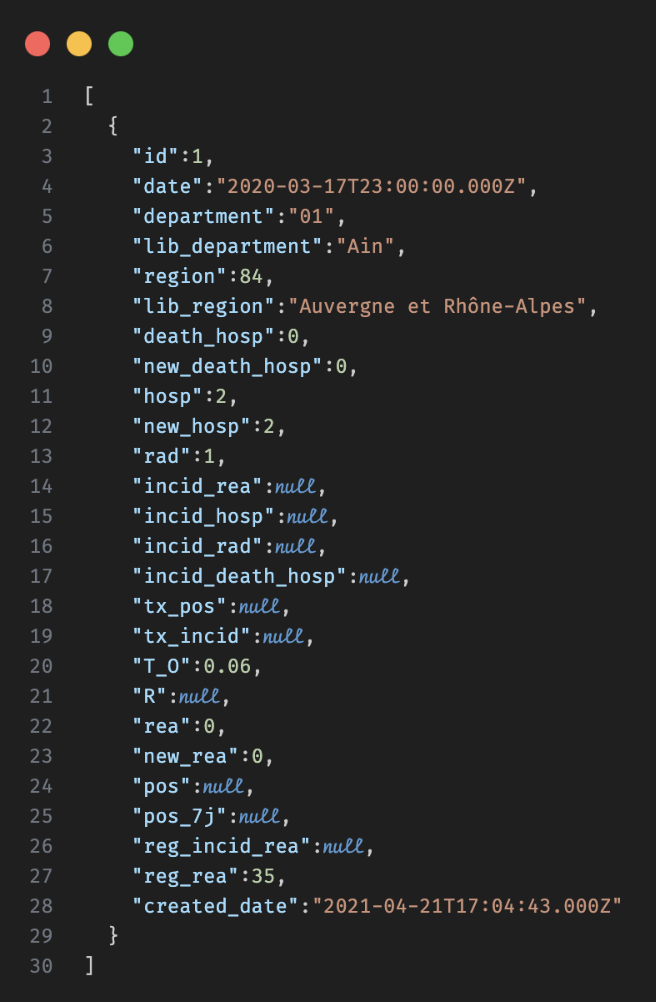 1 [
2 {
3 "id":1,
4 "date":"2020-03-17T23:00:00.000Z",
5 "department":"01",
6 "lib_department":"Ain",
7 "region":84,
8 "lib_region":"Auvergne et Rhône-Alpes",
9 "death_hosp":0,
10 "new_death_hosp":0,
11 "hosp":2,
12 "new_hosp":2,
13 "rad":1,
14 "incid_rea":null,
15 "incid_hosp":null,
16 "incid_rad":null,
17 "incid_death_hosp":null,
18 "tx_pos":null,
19 "tx_incid":null,
20 "T_O":0.06,
21 "R":null,
22 "rea":0,
23 "new_rea":0,
24 "pos":null,
25 "pos_7j":null,
26 "reg_incid_rea":null,
27 "reg_rea":35,
28 "created_date":"2021-04-21T17:04:43.000Z"
29 }
30 ]